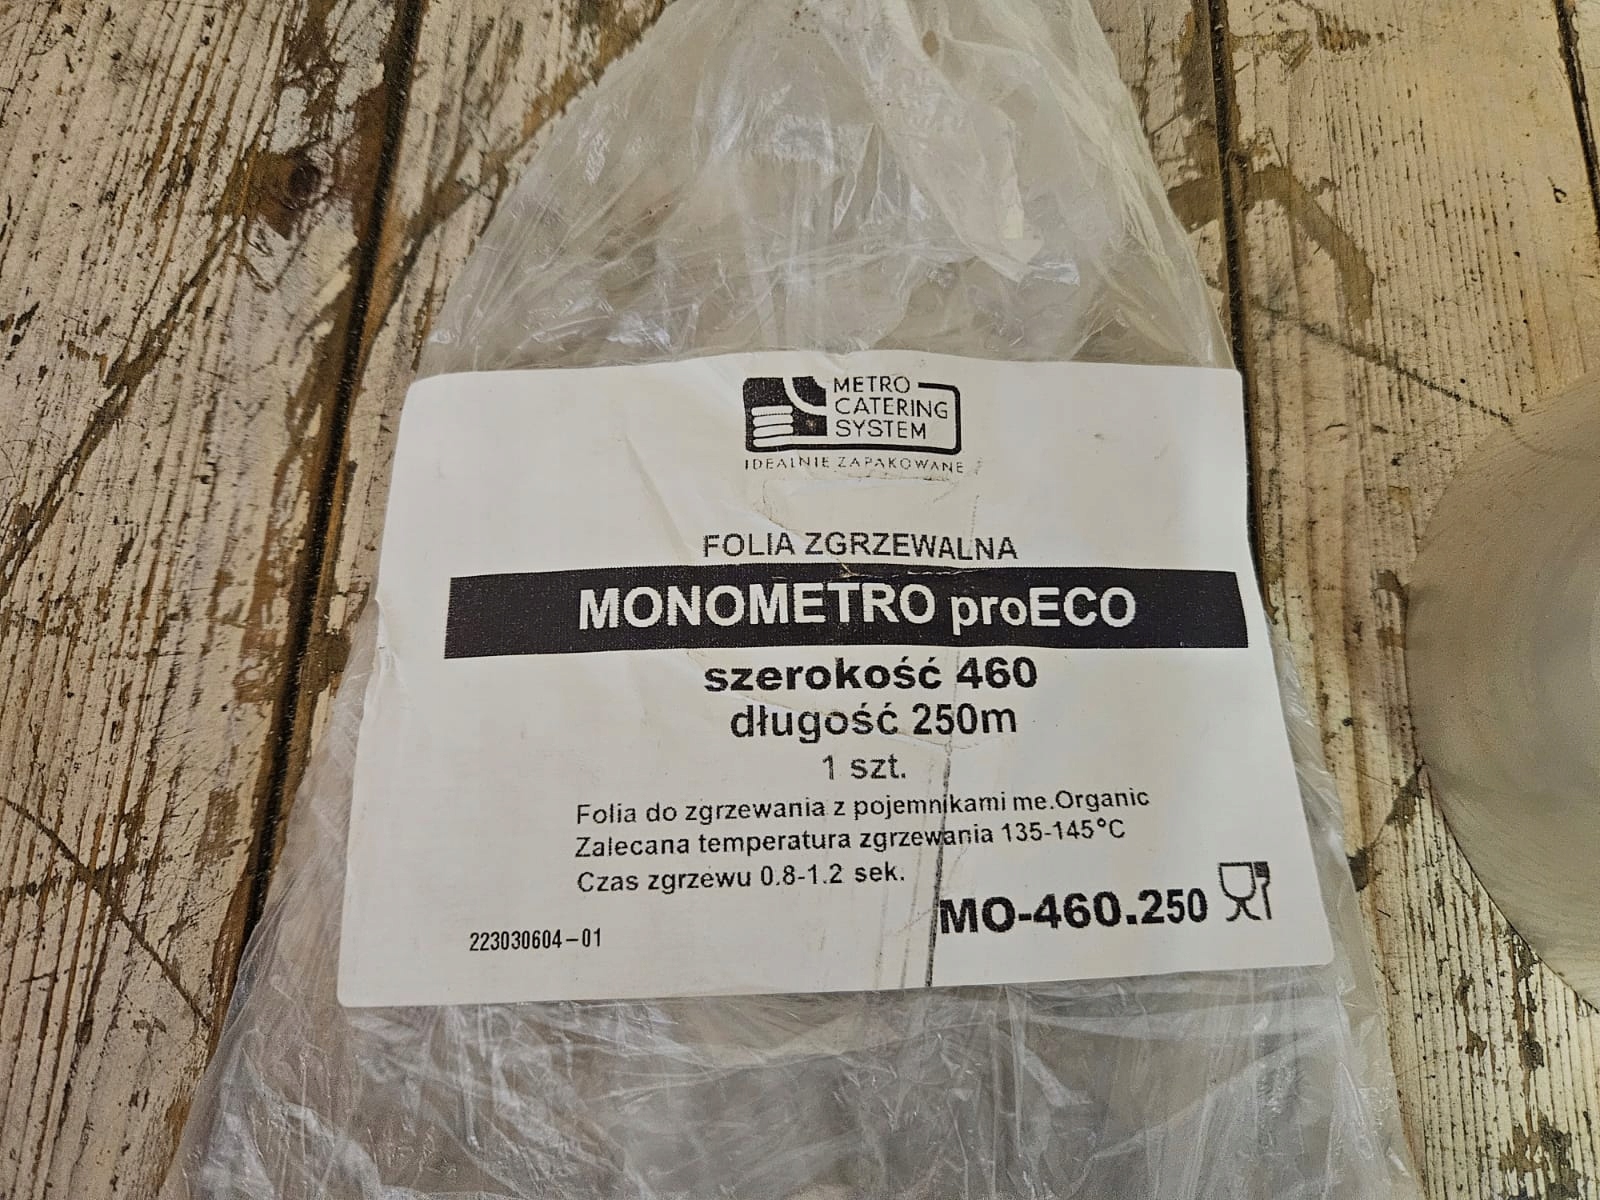 METRO
CATERING
SYSTEM
IDEALNIE ZAPAKOWANE
FOLIA ZGRZEWALNA
MONOMETRO proECO
szerokość 460
długość 250m
1 szt.
Folia do zgrzewania z pojemnikami me.Organic
Zalecana temperatura zgrzewania 135-145°C
Czas zgrzewu 0.8-1.2 sek.
MO-460.250
223030604-01